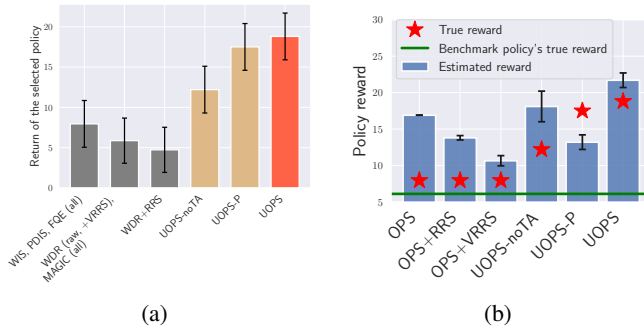 Return of the selected policy
20
15
10
5
0
WIS, PDIS, FQE (all)
WDR (raw, +VRRS),
MAGIC (all)
WDR+RRS
UOPS-noTA
UOPS-P
UOPS
(a)
Policy reward
30
25
20
15
10
5
True reward
Benchmark policy's true reward
Estimated reward
OPS
OPS+RRS
OPS+VRRS
UOPS-noTA
UOPS-P
UOPS
(b)